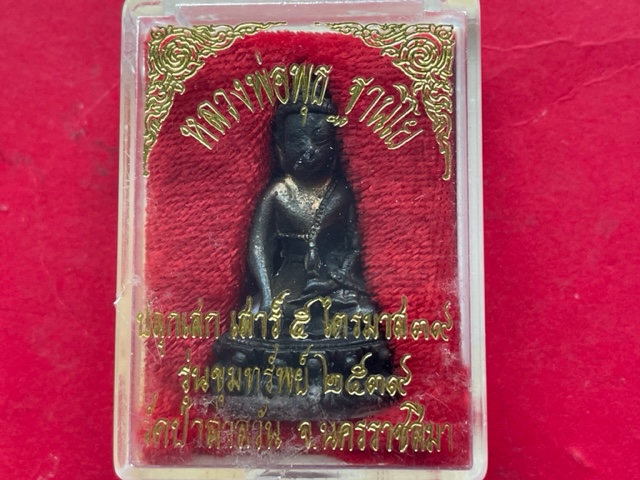 หลวงพ่อพุธ ฐานิโย
ปลุกเสก เสาร์ ๕ ไตรมาส๓๙
รุ่นขุมทรัพย์ ๒๕๓๙
วัดป่าสาลวัน จ.นครราชสีมา